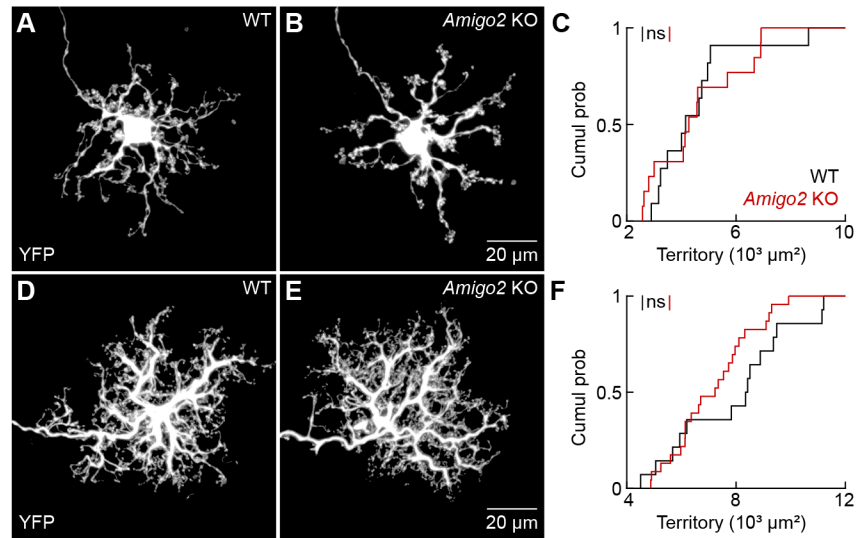 A WT
B Amigo2 KO
C
YFP
20 µm
|ns|
1
0.5
0
Cumul prob
WT
Amigo2 KO
2 6 10
Territory (10³ µm²)
D WT
E Amigo2 KO
F
YFP
20 µm
|ns|
1
0.5
0
Cumul prob
4 8 12
Territory (10³ µm²)